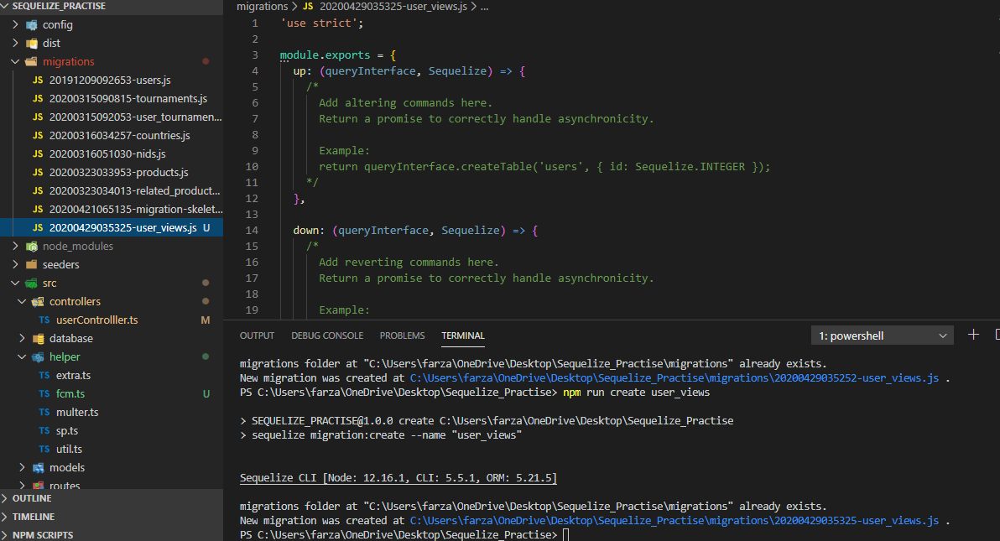 SEQUELIZE_PRACTISE
config
dist
migrations
JS 20191209092653-users.js
JS 20200315090815-tournaments.js
JS 20200315092053-user_tournamen...
JS 20200316034257-countries.js
JS 20200316051030-nids.js
JS 20200323033953-products.js
JS 20200323034013-related_product...
JS 20200421065135-migration-skelet...
JS 20200429035325-user_views.js U
node_modules
seeders
src
controllers
TS userControlller.ts M
database
helper
TS extra.ts
TS fcm.ts U
TS multer.ts
TS sp.ts
TS util.ts
models
routes
OUTLINE
TIMELINE
NPM SCRIPTS
migrations > JS 20200429035325-user_views.js > ...
1 'use strict';
2
3 module.exports = {
4 up: (queryInterface, Sequelize) => {
5 /*
6 Add altering commands here.
7 Return a promise to correctly handle asynchronicity.
8
9 Example:
10 return queryInterface.createTable('users', { id: Sequelize.INTEGER });
11 */
12 },
13
14 down: (queryInterface, Sequelize) => {
15 /*
16 Add reverting commands here.
17 Return a promise to correctly handle asynchronicity.
18
19 Example:
OUTPUT DEBUG CONSOLE PROBLEMS TERMINAL 1: powershell
migrations folder at "C:\Users\farza\OneDrive\Desktop\Sequelize_Practise\migrations" already exists.
New migration was created at C:\Users\farza\OneDrive\Desktop\Sequelize_Practise\migrations\20200429035252-user_views.js .
PS C:\Users\farza\OneDrive\Desktop\Sequelize_Practise> npm run create user_views
> SEQUELIZE_PRACTISE@1.0.0 create C:\Users\farza\OneDrive\Desktop\Sequelize_Practise
> sequelize migration:create --name "user_views"
Sequelize CLI [Node: 12.16.1, CLI: 5.5.1, ORM: 5.21.5]
migrations folder at "C:\Users\farza\OneDrive\Desktop\Sequelize_Practise\migrations" already exists.
New migration was created at C:\Users\farza\OneDrive\Desktop\Sequelize_Practise\migrations\20200429035325-user_views.js .
PS C:\Users\farza\OneDrive\Desktop\Sequelize_Practise>